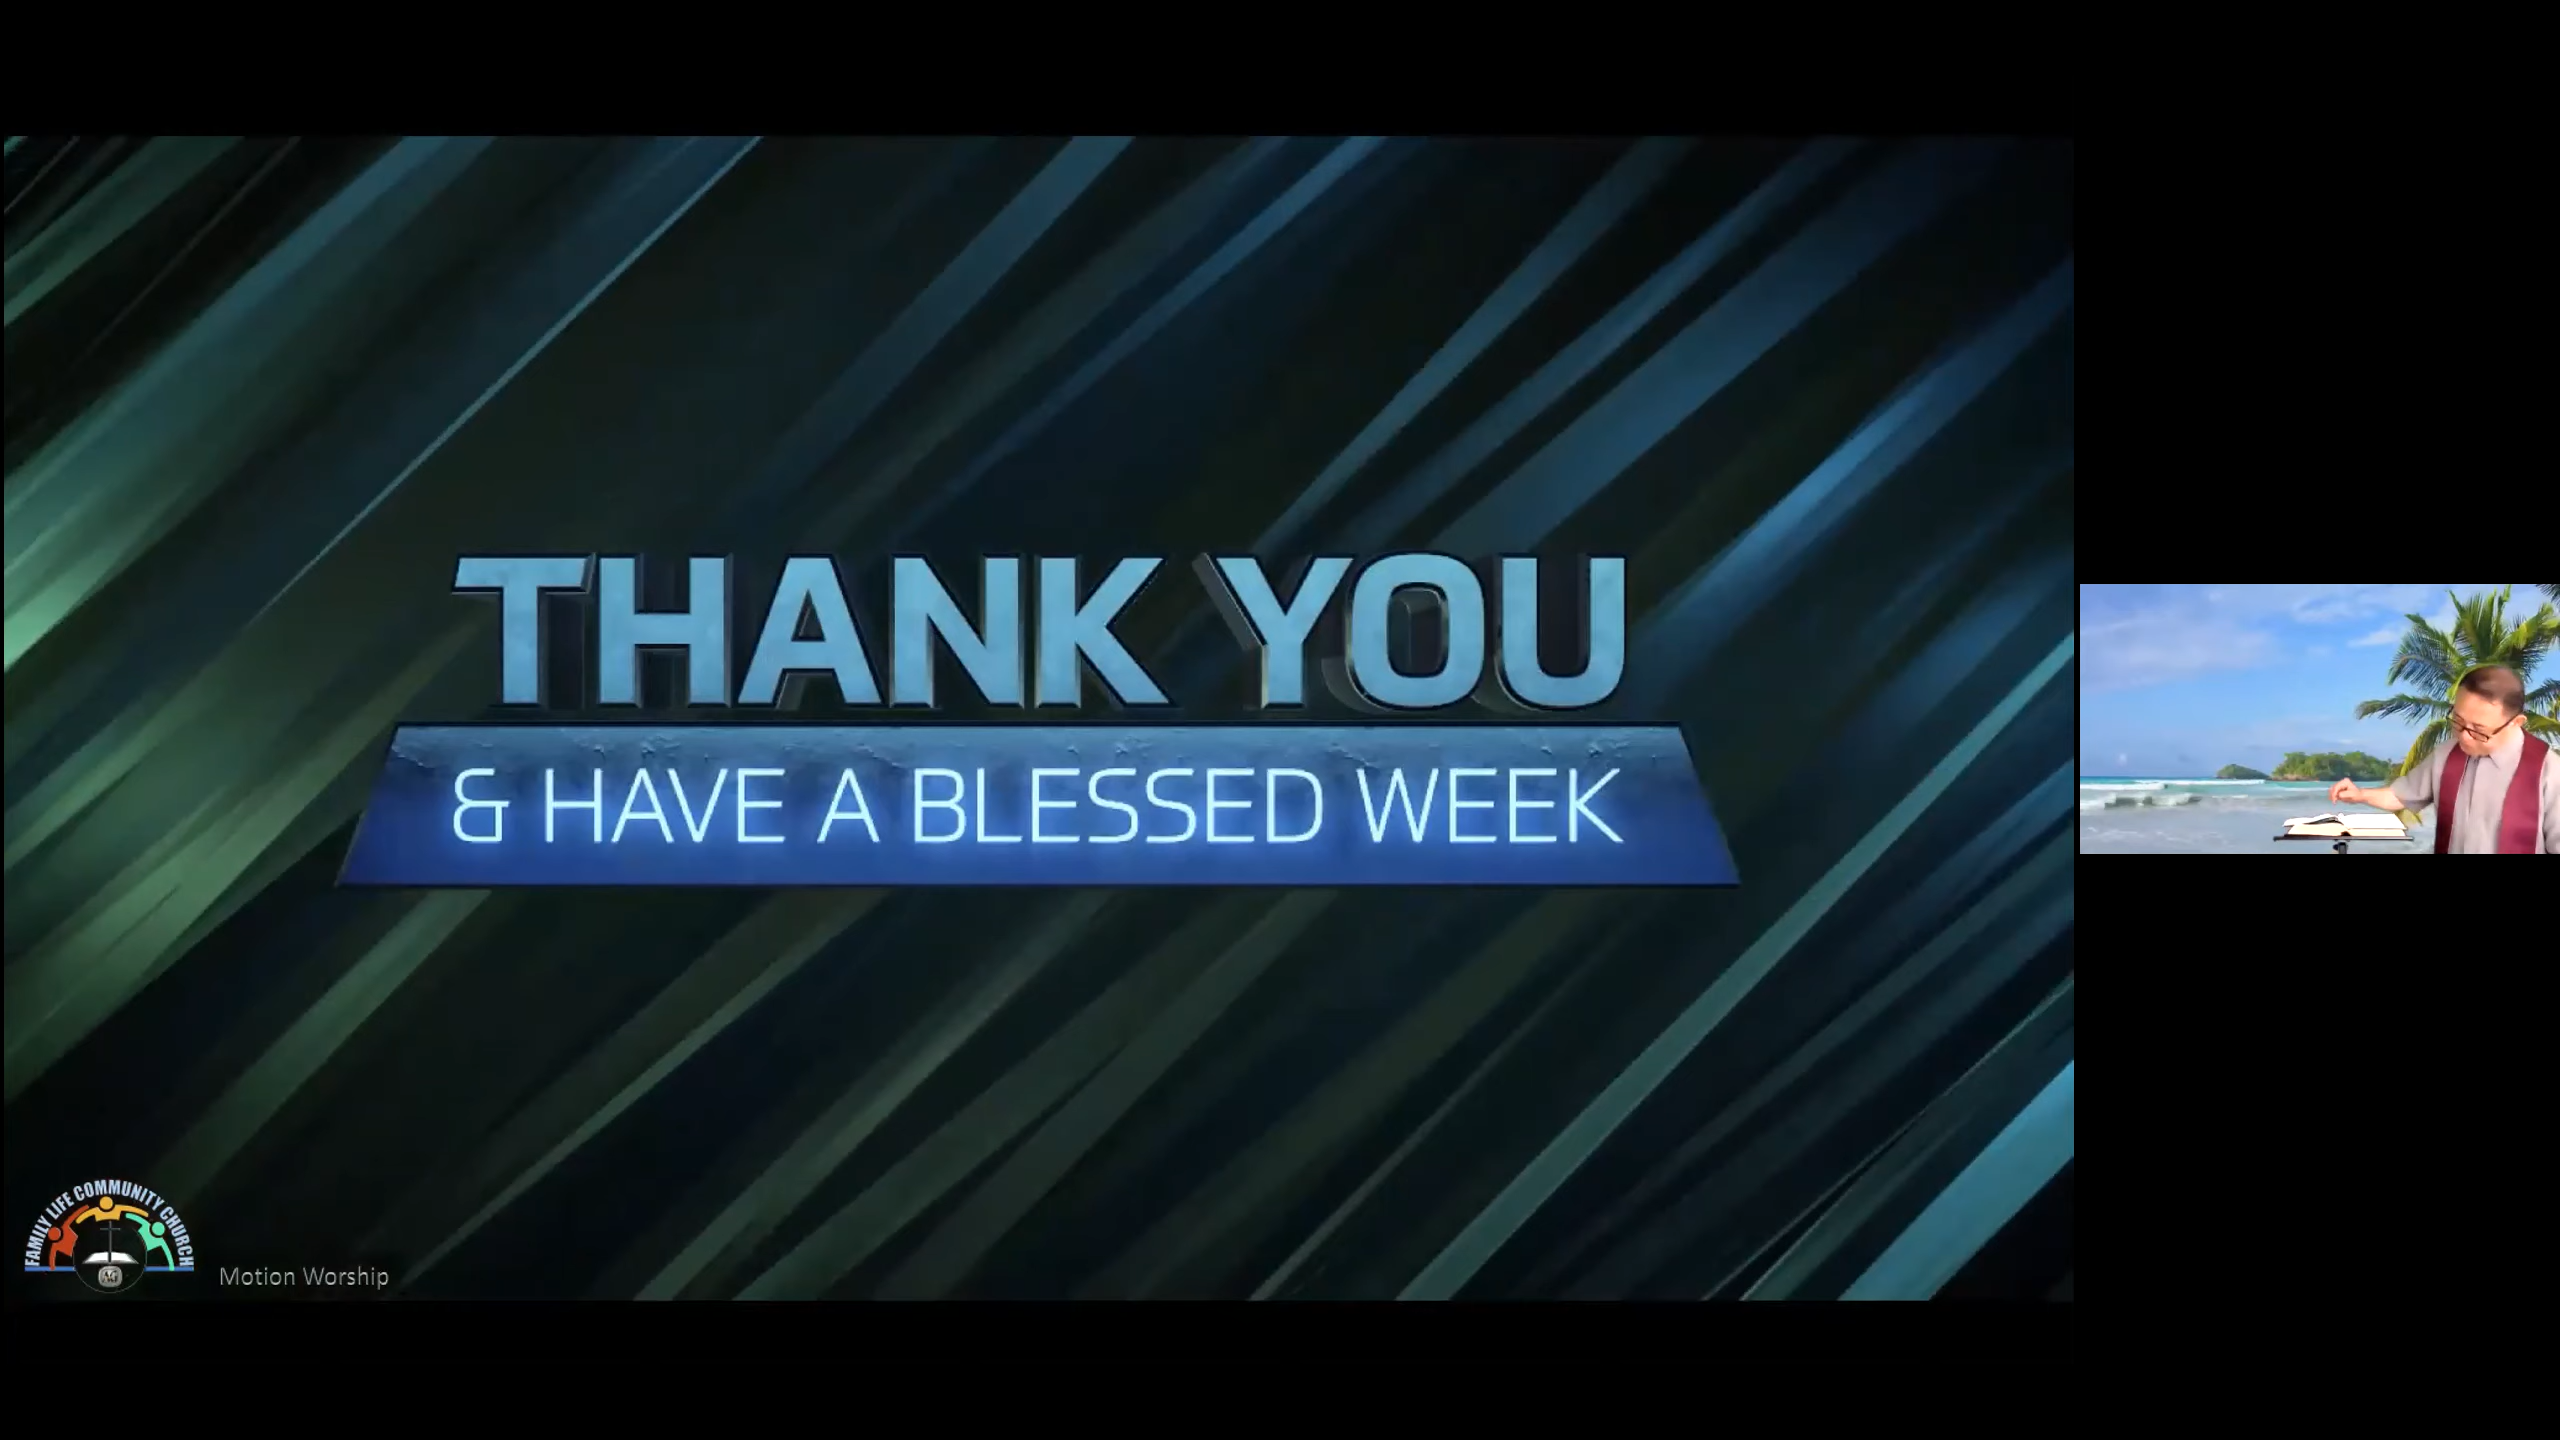 THANK YOU
& HAVE A BLESSED WEEK
FAMILY LIFE COMMUNITY CHURCH
Motion Worship